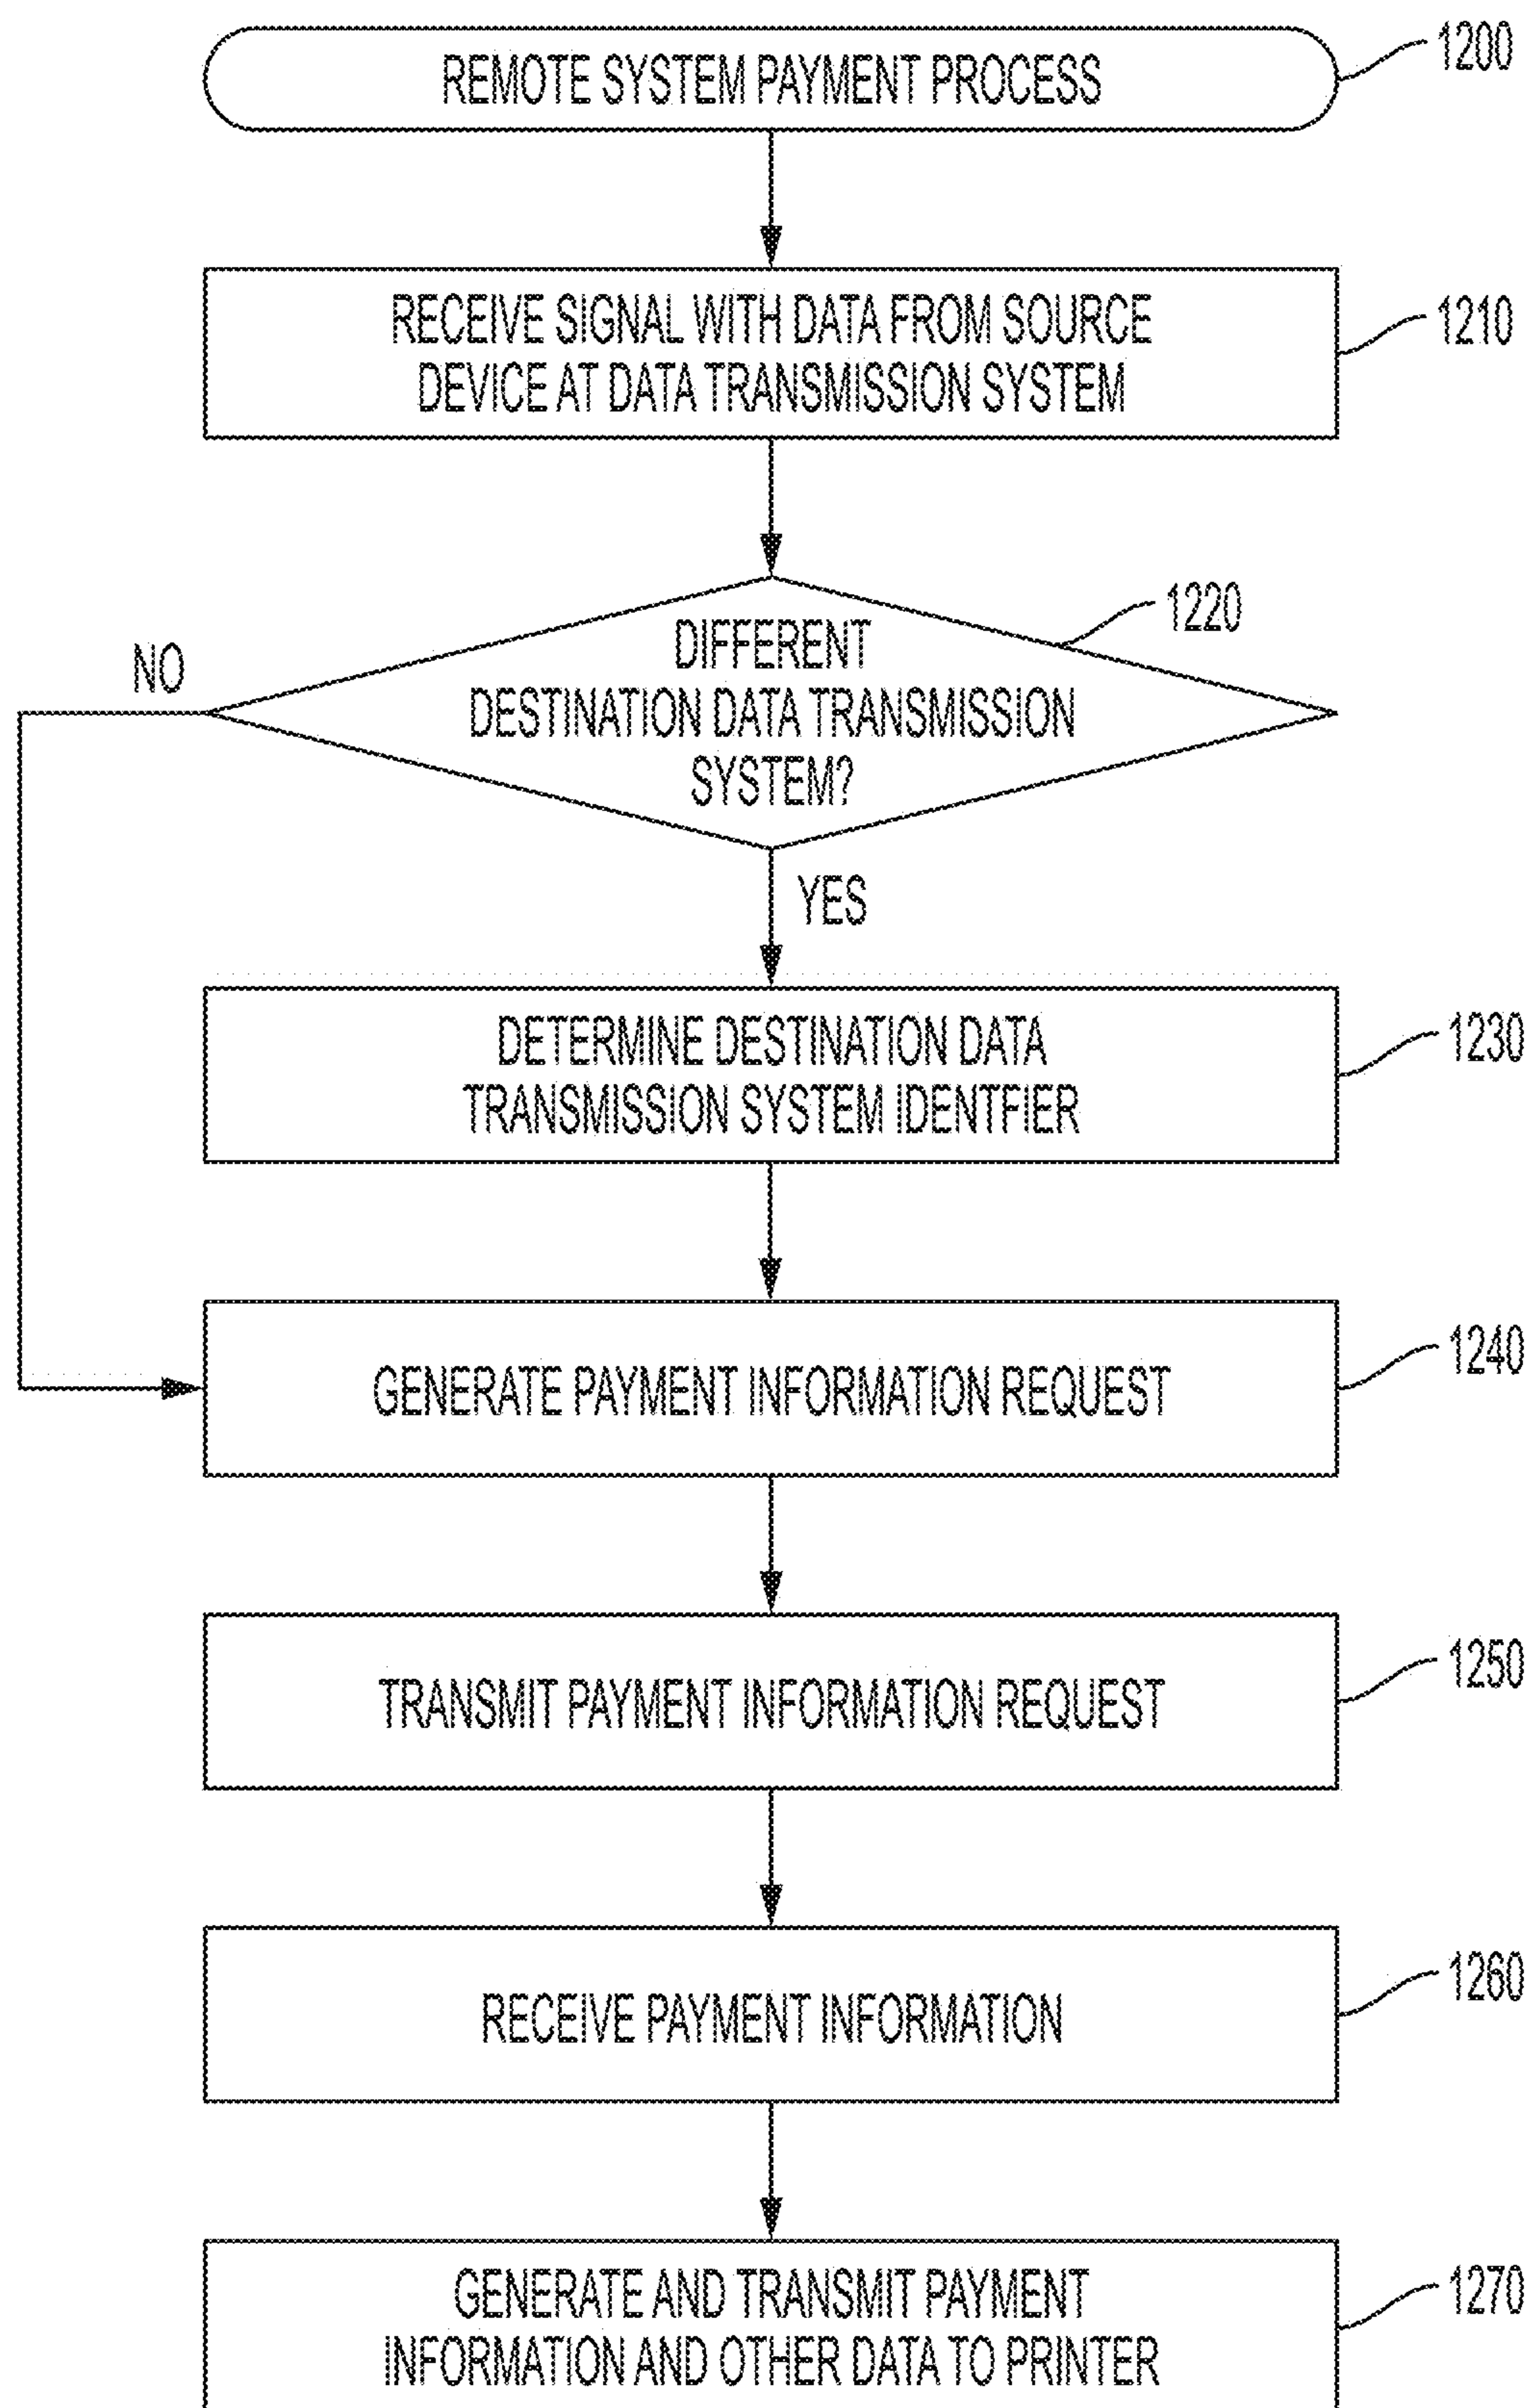 REMOTE SYSTEM PAYMENT PROCESS
1200
RECEIVE SIGNAL WITH DATA FROM SOURCE
DEVICE AT DATA TRANSMISSION SYSTEM
1210
DIFFERENT
DESTINATION DATA TRANSMISSION
SYSTEM?
1220
NO
YES
DETERMINE DESTINATION DATA
TRANSMISSION SYSTEM IDENTFIER
1230
GENERATE PAYMENT INFORMATION REQUEST
1240
TRANSMIT PAYMENT INFORMATION REQUEST
1250
RECEIVE PAYMENT INFORMATION
1260
GENERATE AND TRANSMIT PAYMENT
INFORMATION AND OTHER DATA TO PRINTER
1270